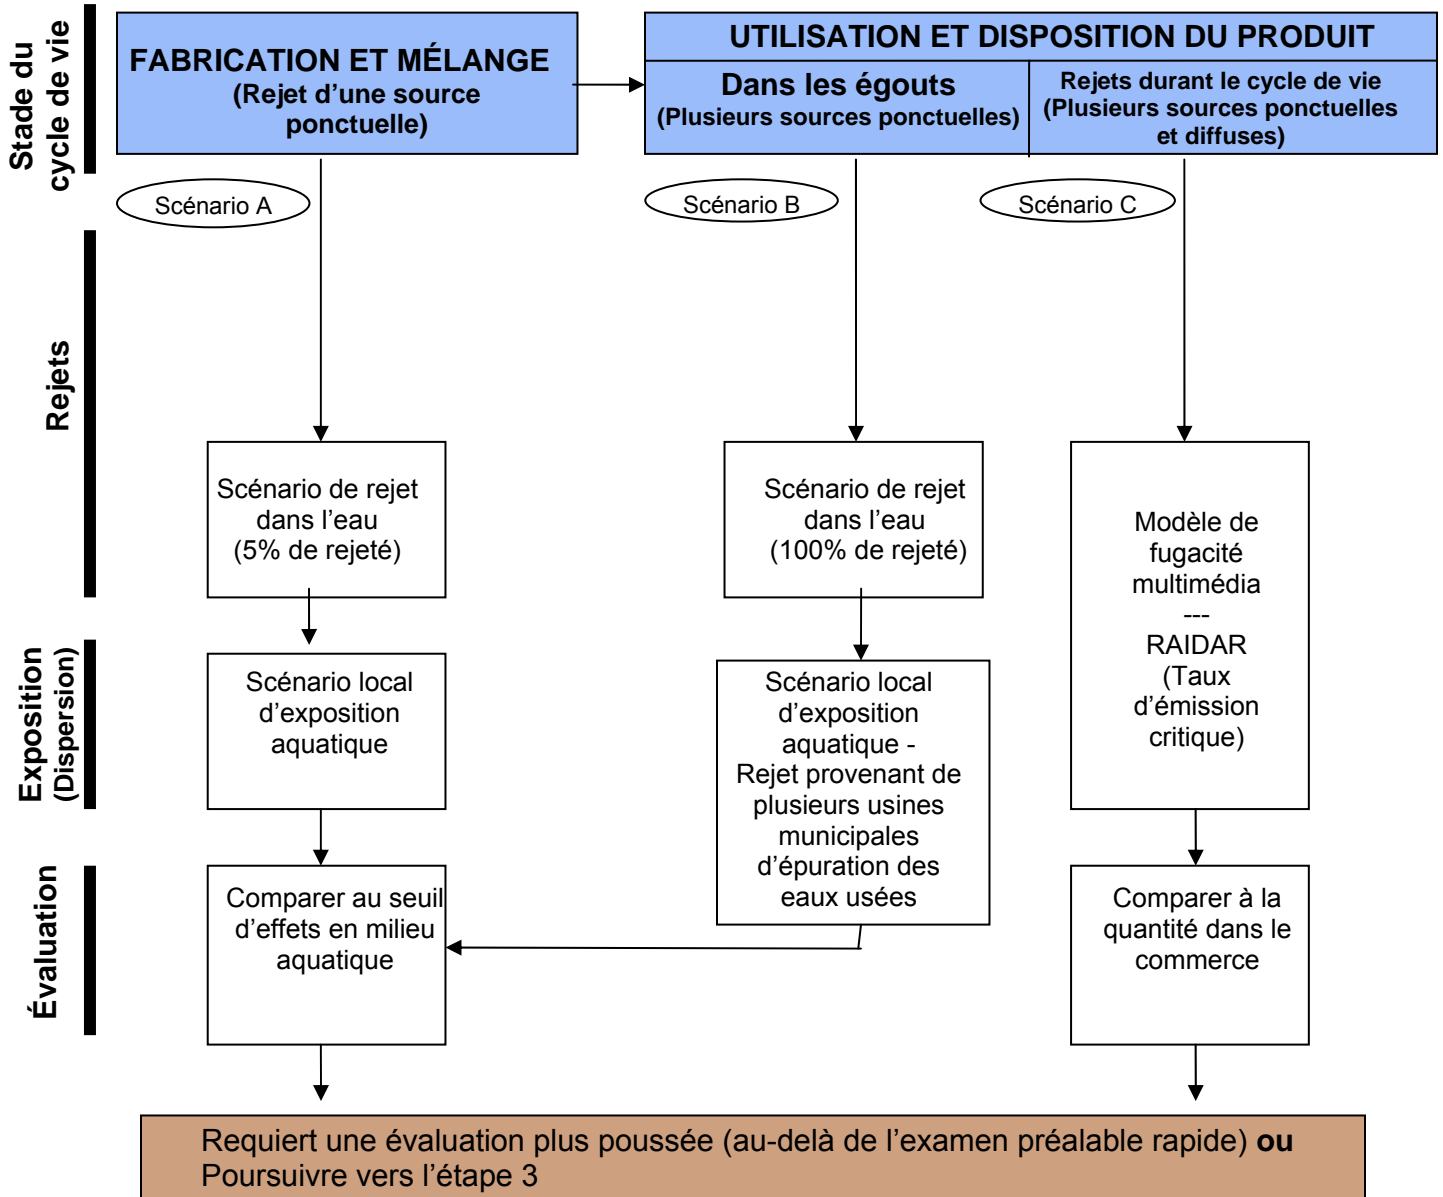 Stade du
cycle de vie
FABRICATION ET MÉLANGE
(Rejet d'une source
ponctuelle)
UTILISATION ET DISPOSITION DU PRODUIT
Dans les égouts
(Plusieurs sources ponctuelles)
Rejets durant le cycle de vie
(Plusieurs sources ponctuelles
et diffuses)
Scénario A
Scénario B
Scénario C
Rejets
Scénario de rejet
dans l'eau
(5% de rejeté)
Scénario de rejet
dans l'eau
(100% de rejeté)
Modèle de
fugacité
multimédia
---
RAIDAR
(Taux
d'émission
critique)
Exposition
(Dispersion)
Scénario local
d'exposition
aquatique
Scénario local
d'exposition
aquatique -
Rejet provenant de
plusieurs usines
municipales
d'épuration des
eaux usées
Évaluation
Comparer au seuil
d'effets en milieu
aquatique
Comparer à la
quantité dans le
commerce
Requiert une évaluation plus poussée (au-delà de l'examen préalable rapide) ou
Poursuivre vers l'étape 3